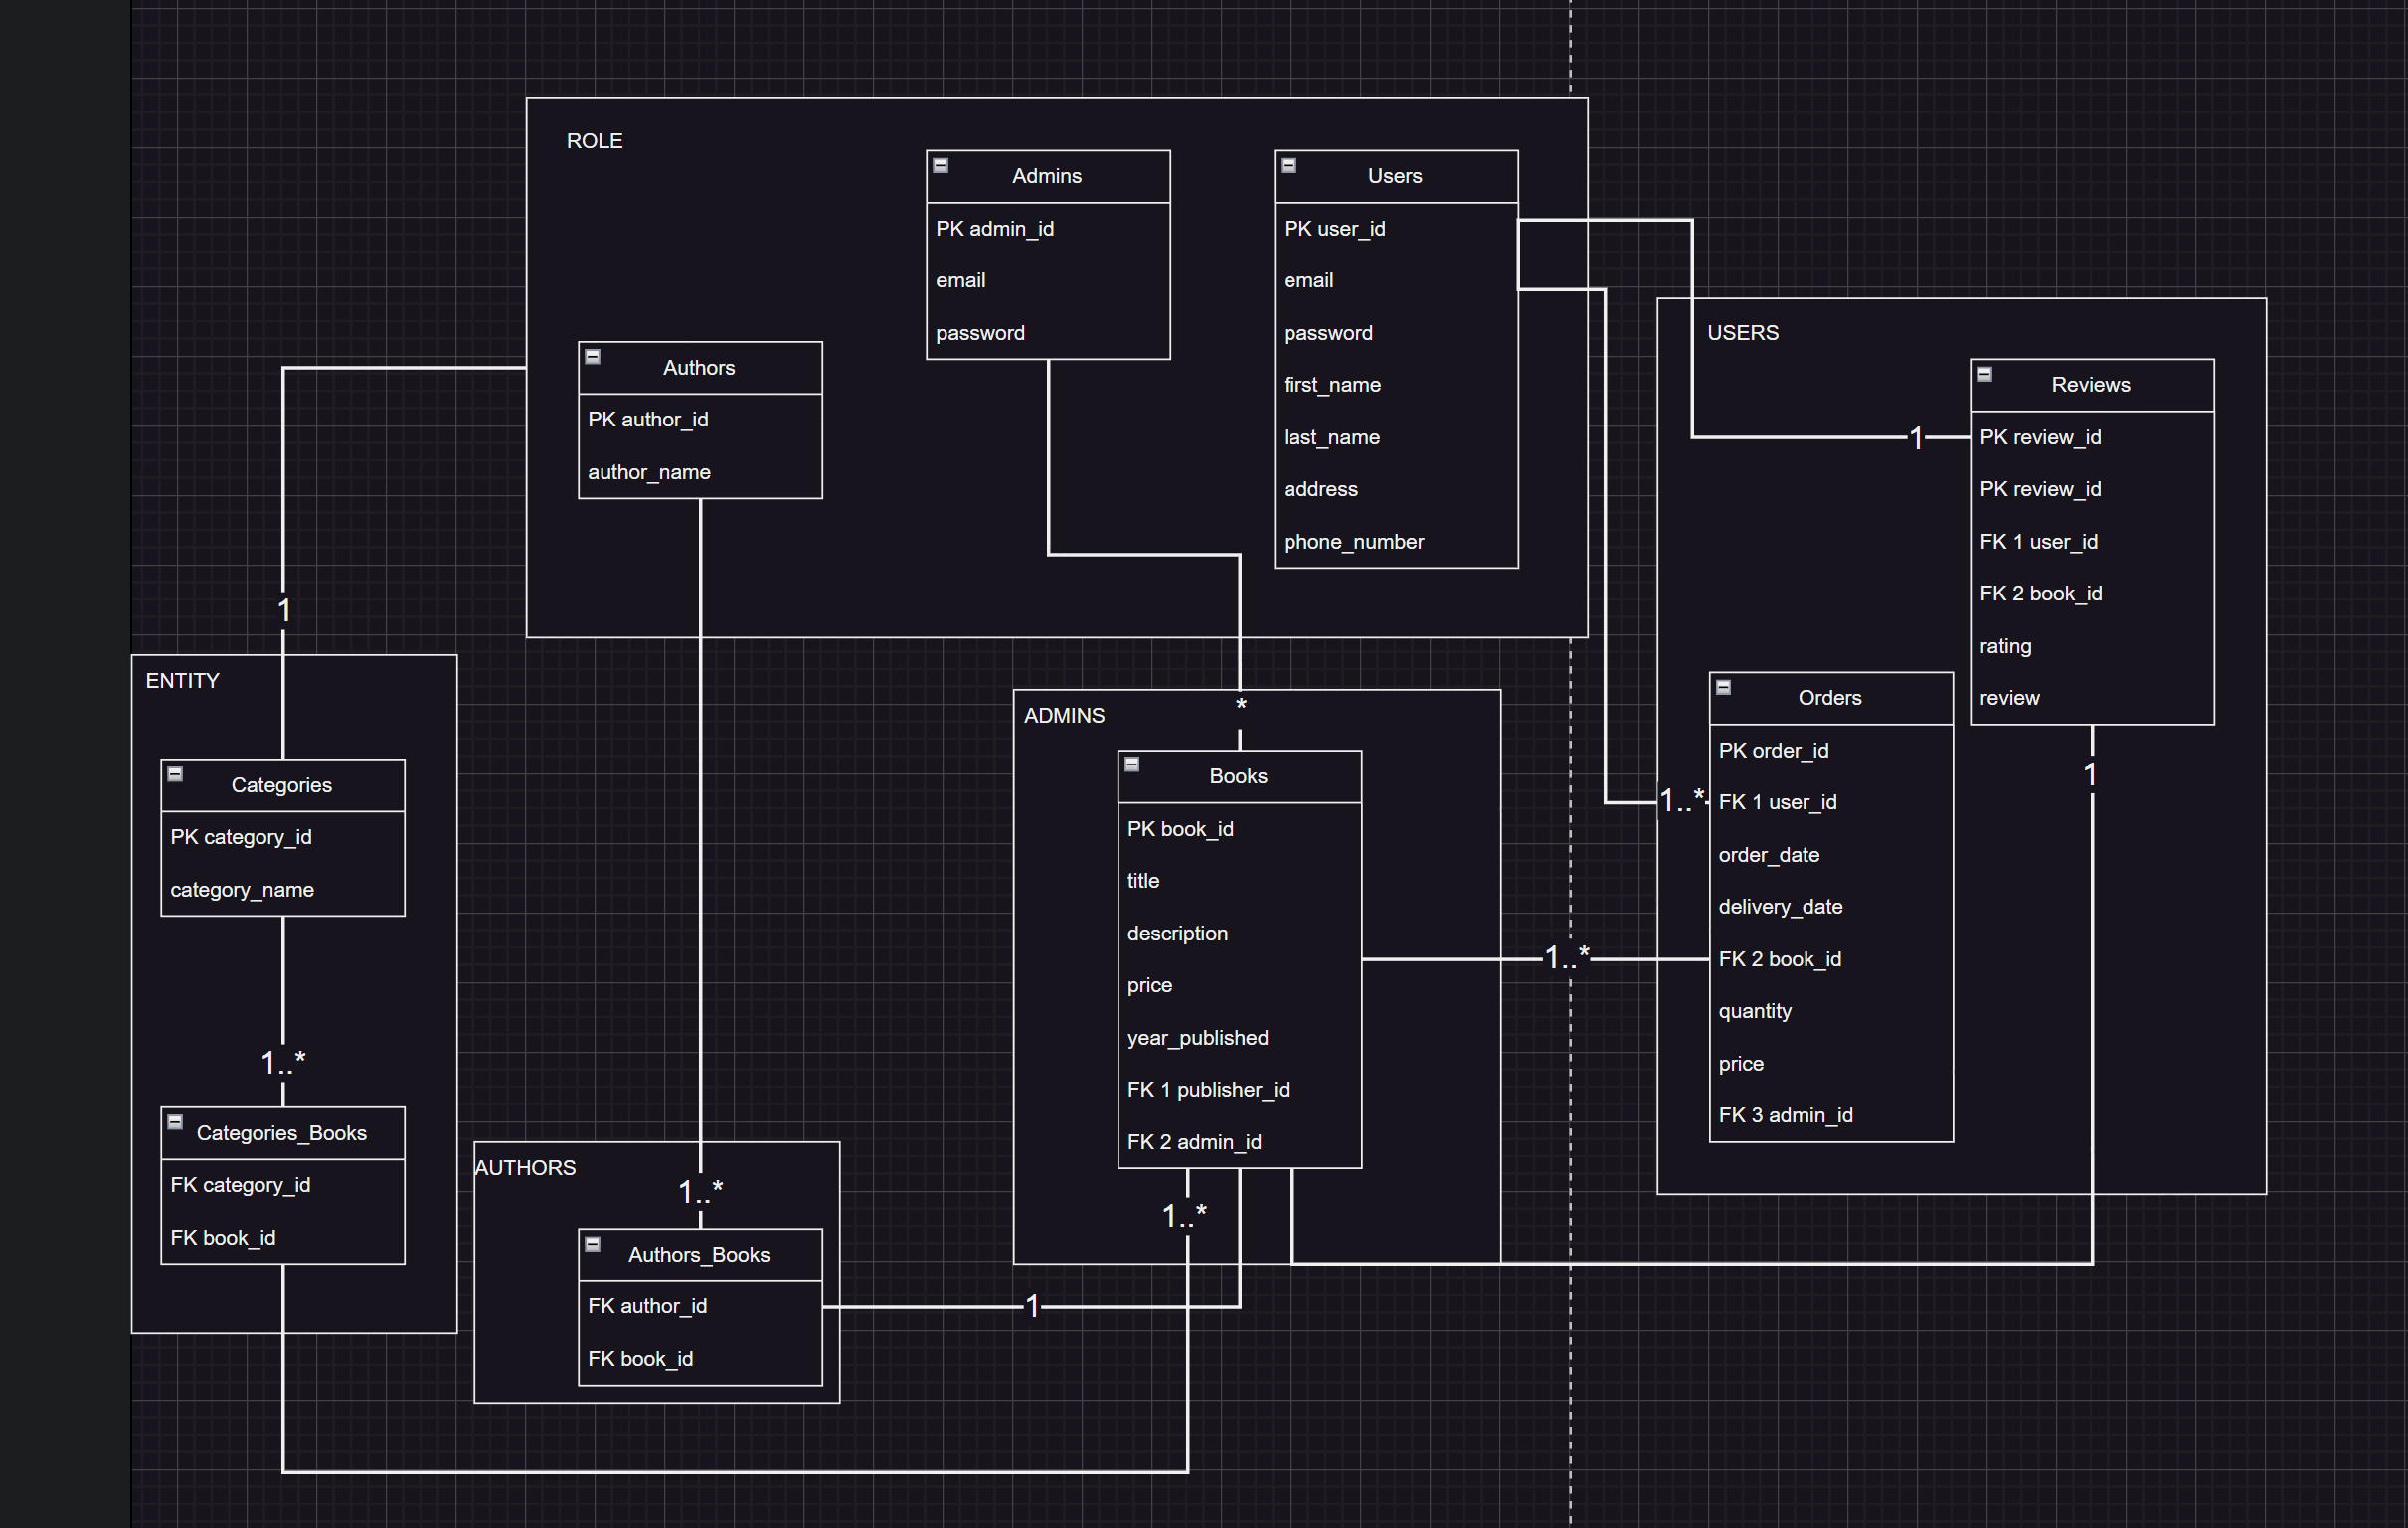 ROLE
Admins
PK admin_id
email
password
Users
PK user_id
email
password
first_name
last_name
address
phone_number
Authors
PK author_id
author_name
USERS
Reviews
PK review_id
PK review_id
FK 1 user_id
FK 2 book_id
rating
review
1
1
Orders
PK order_id
FK 1 user_id
order_date
delivery_date
FK 2 book_id
quantity
price
FK 3 admin_id
1..*
1..*
1
ENTITY
Categories
PK category_id
category_name
1..*
Categories_Books
FK category_id
FK book_id
AUTHORS
1..*
Authors_Books
FK author_id
FK book_id
1
ADMINS
*
Books
PK book_id
title
description
price
year_published
FK 1 publisher_id
FK 2 admin_id
1..*